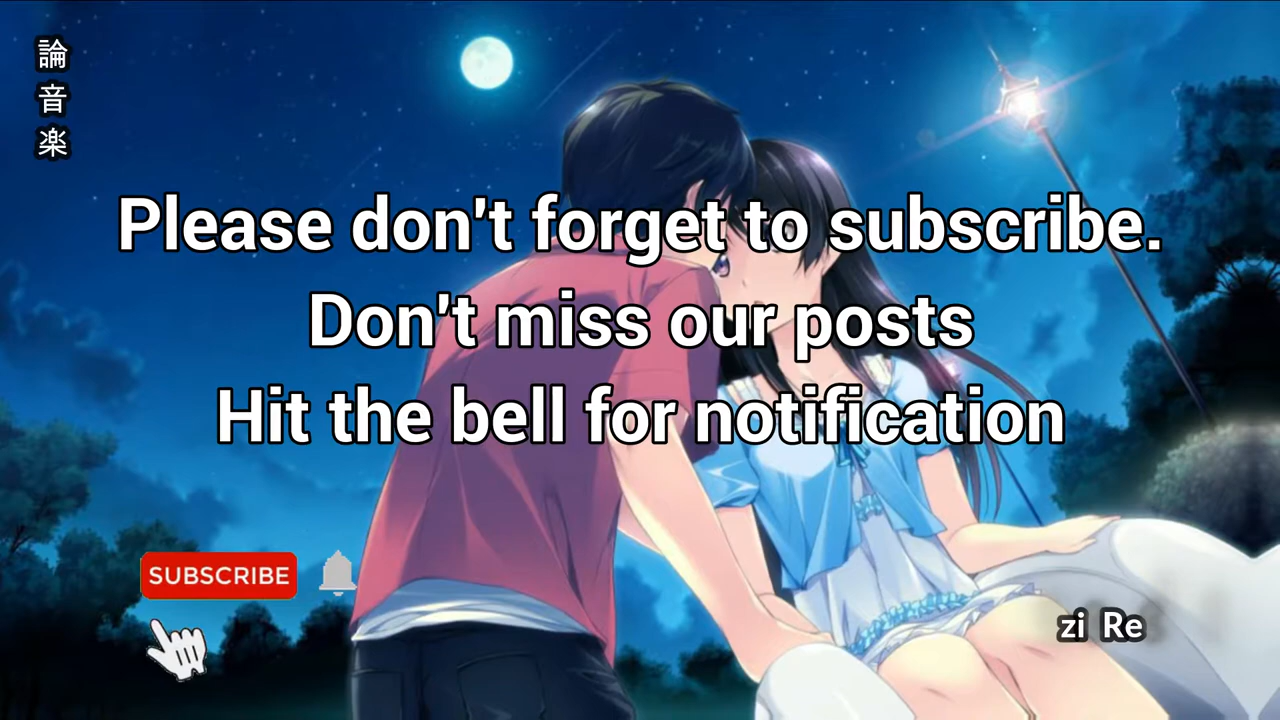 論
音
楽
Please don't forget to subscribe.
Don't miss our posts
Hit the bell for notification
SUBSCRIBE
zi Re